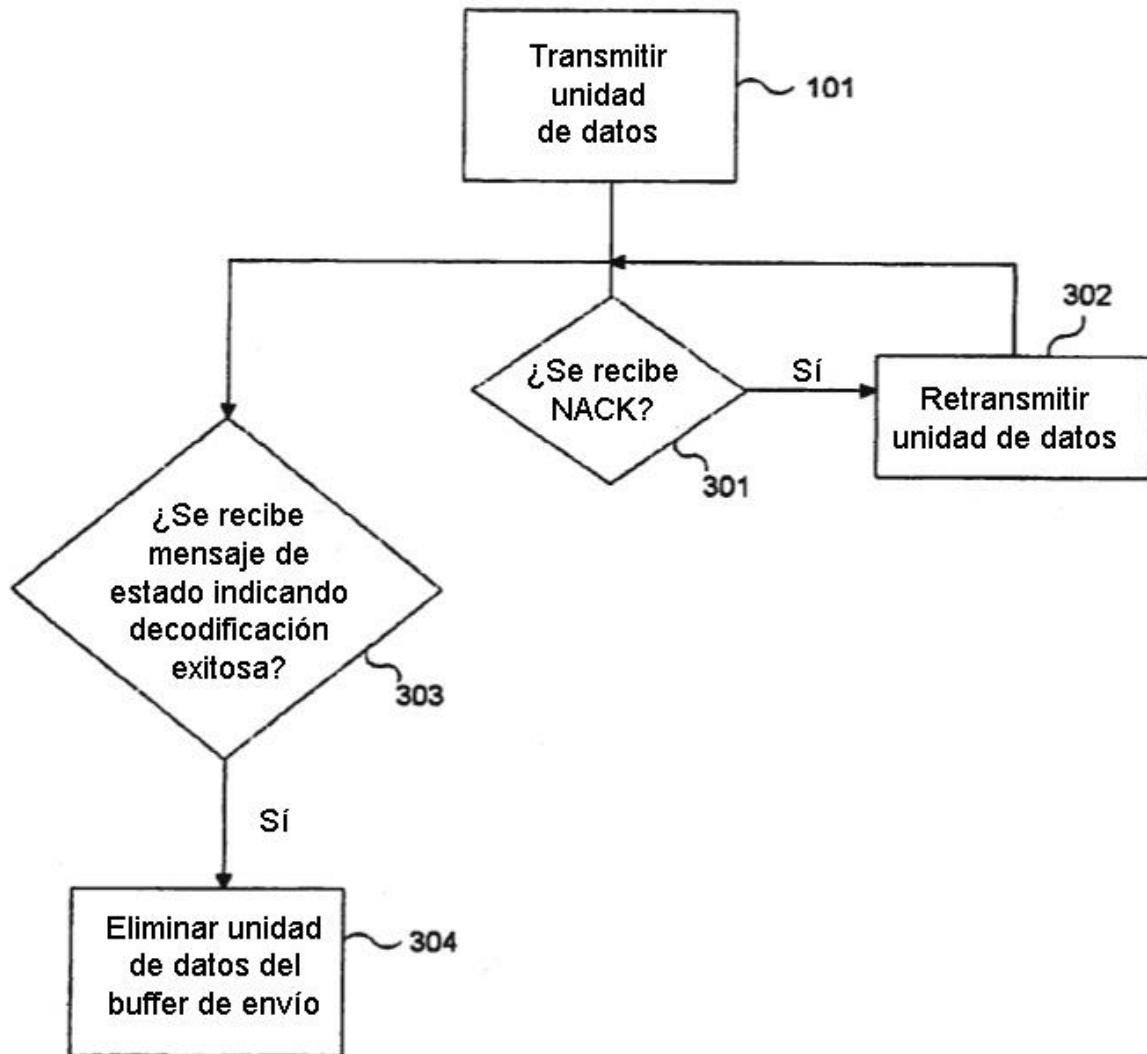 Transmitir
unidad
de datos
101
302
¿Se recibe
NACK?
Sí
Retransmitir
unidad de datos
301
¿Se recibe
mensaje de
estado indicando
decodificación
exitosa?
303
Sí
Eliminar unidad
de datos del
buffer de envío
304